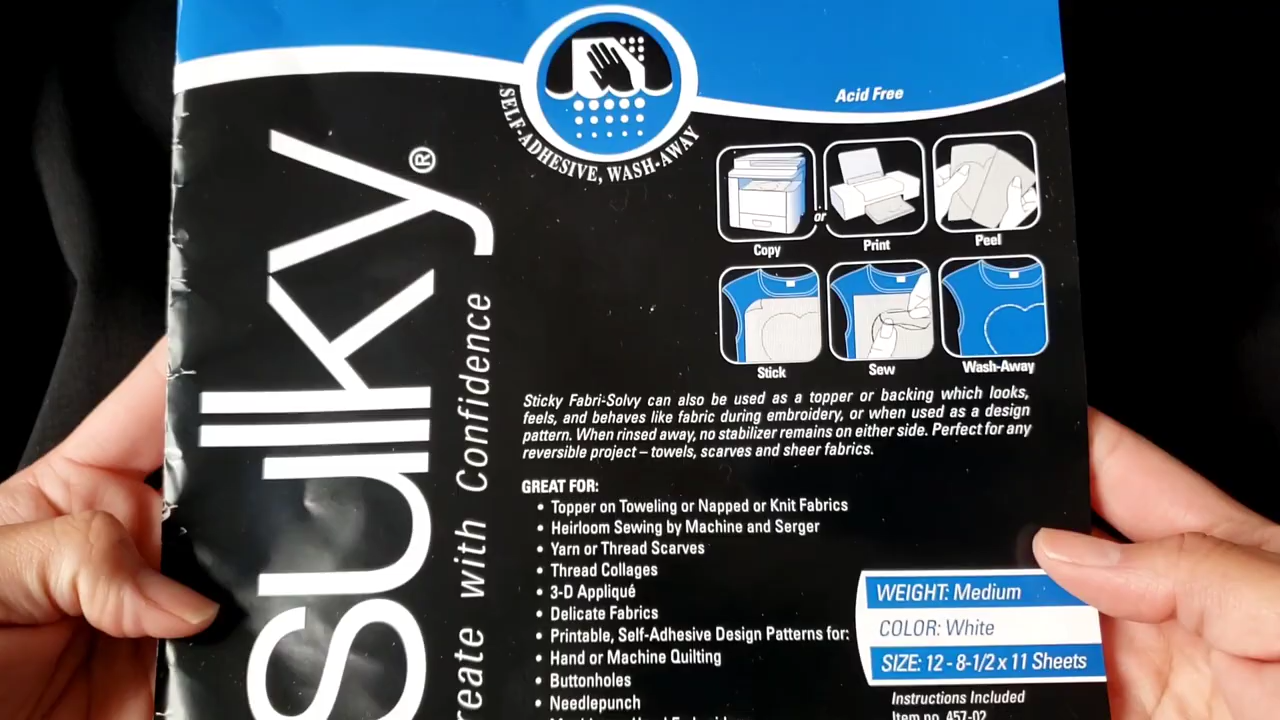 SELF-ADHESIVE, WASH-AWAY
Acid Free
Sulky®
Create with Confidence
Copy
or
Print
Peel
Stick
Sew
Wash-Away
Sticky Fabri-Solvy can also be used as a topper or backing which looks,
feels, and behaves like fabric during embroidery, or when used as a design
pattern. When rinsed away, no stabilizer remains on either side. Perfect for any
reversible project – towels, scarves and sheer fabrics.
GREAT FOR:
• Topper on Toweling or Napped or Knit Fabrics
• Heirloom Sewing by Machine and Serger
• Yarn or Thread Scarves
• Thread Collages
• 3-D Appliqué
• Delicate Fabrics
• Printable, Self-Adhesive Design Patterns for:
• Hand or Machine Quilting
• Buttonholes
• Needlepunch
WEIGHT: Medium
COLOR: White
SIZE: 12 - 8-1/2 x 11 Sheets
Instructions Included
Item no. 457-02